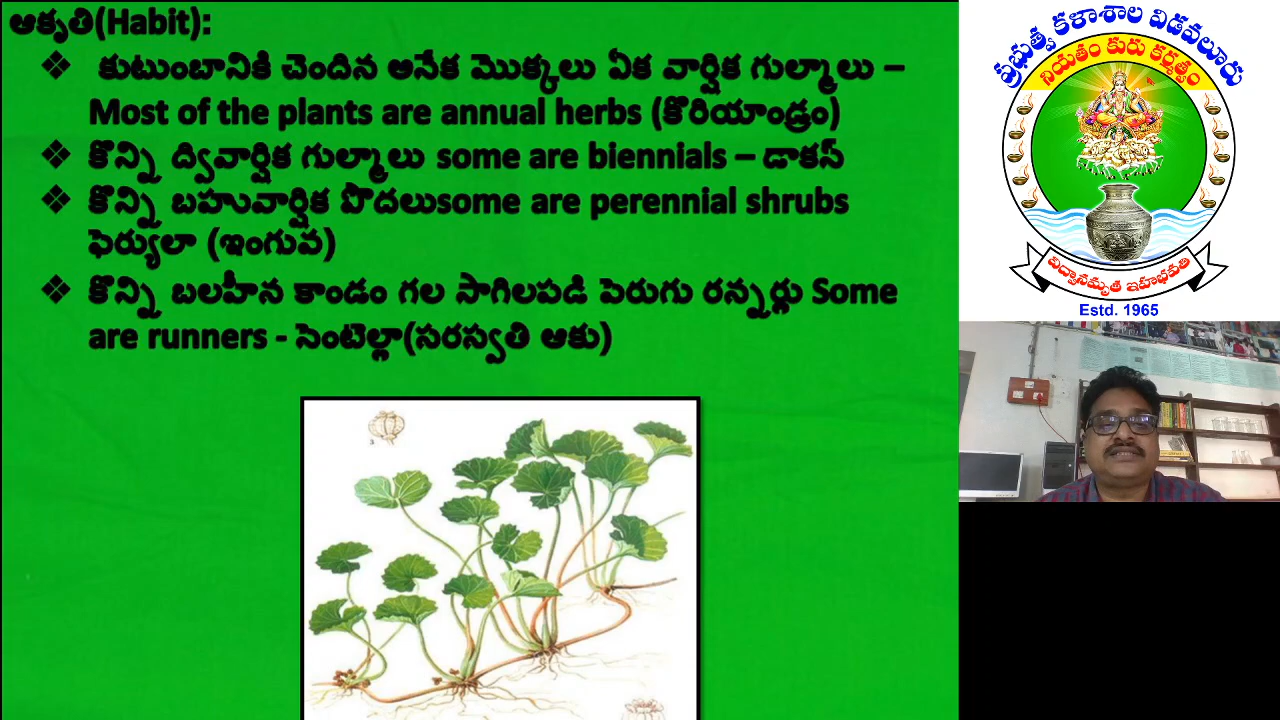 ఆకృతి(Habit):
❖ కుటుంబానికి చెందిన అనేక మొక్కలు ఏక వార్షిక గుల్మాలు –
Most of the plants are annual herbs (కొరియాండ్రం)
❖ కొన్ని ద్వివార్షిక గుల్మాలు some are biennials – డాకస్
❖ కొన్ని బహువార్షిక పొదలుsome are perennial shrubs
ఫెర్యులా (ఇంగువ)
❖ కొన్ని బలహీన కాండం గల సాగిలపడి పెరుగు రన్నర్లు Some
are runners - సెంటెల్లా(సరస్వతి ఆకు)
3
ప్రభుత్వ కళాశాల విడవలూరు
నియతం కురు కర్మత్వం
విద్యానమృత ఇహభవతి
Estd. 1965